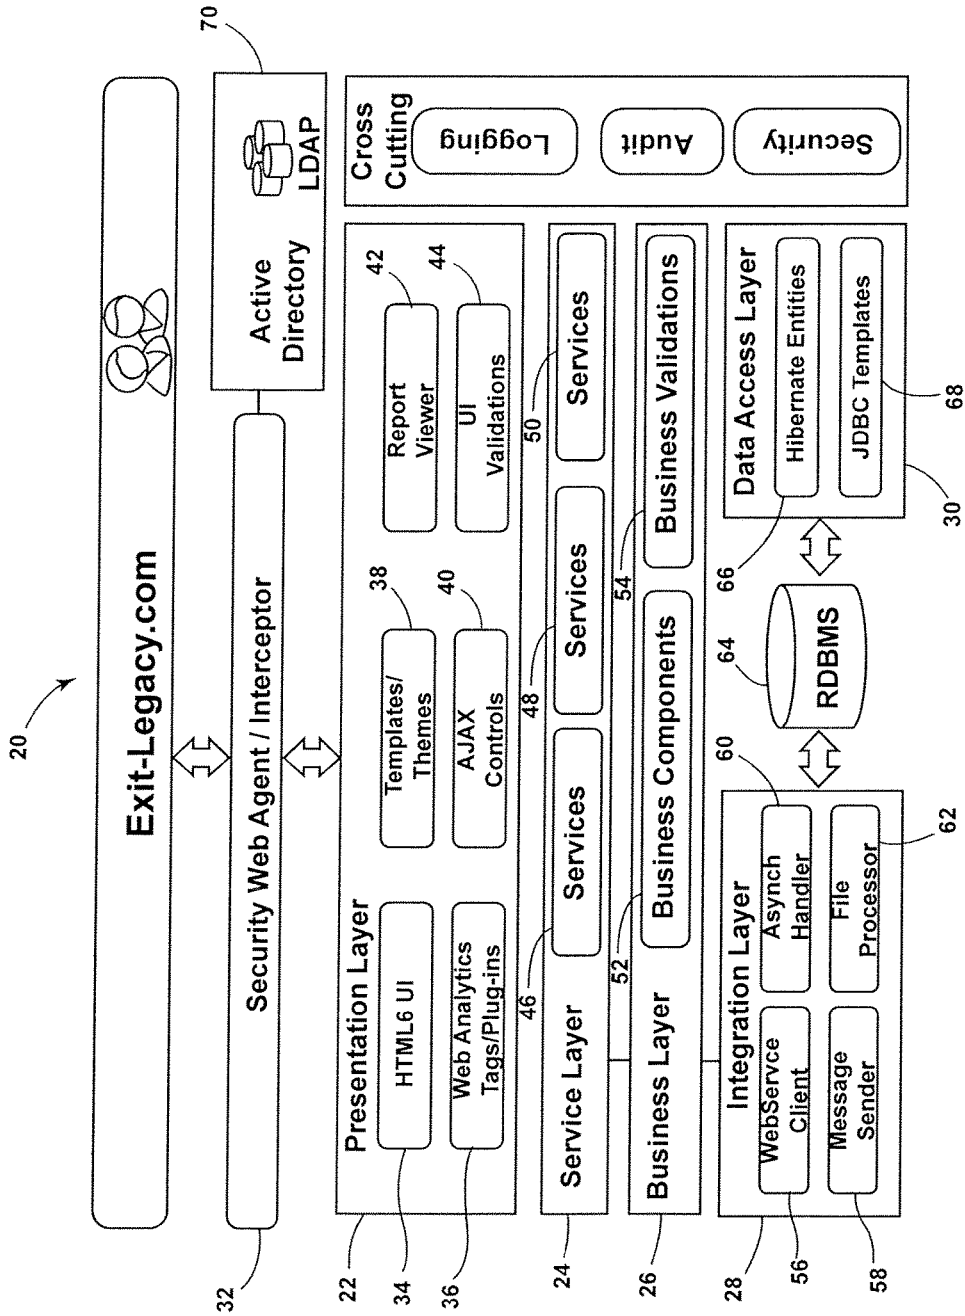 20
Exit-Legacy.com
32
Security Web Agent / Interceptor
70
Active
Directory
LDAP
22
Presentation Layer
34
HTML6 UI
38
Templates/
Themes
42
Report
Viewer
36
Web Analytics
Tags/Plug-ins
40
AJAX
Controls
44
UI
Validations
Cross
Cutting
Logging
Audit
Security
24
Service Layer
46
Services
48
Services
50
Services
26
Business Layer
52
Business Components
54
Business Validations
28
Integration Layer
56
WebServce
Client
60
Asynch
Handler
58
Message
Sender
62
File
Processor
64
RDBMS
30
Data Access Layer
66
Hibernate Entities
68
JDBC Templates